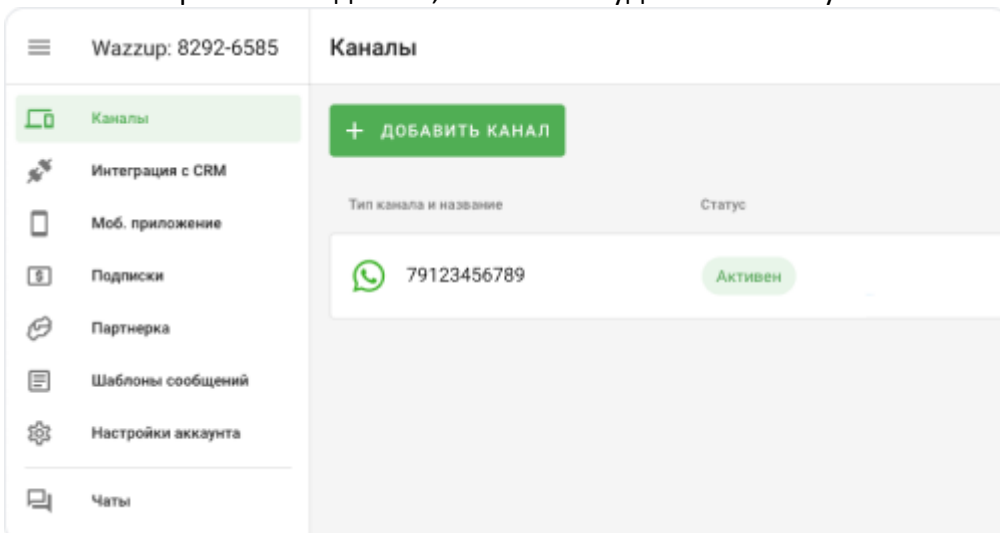 Wazzup: 8292-6585
Каналы
Каналы
+ ДОБАВИТЬ КАНАЛ
Интеграция с CRM
Моб. приложение
Тип канала и название
Статус
Подписки
79123456789
Активен
Партнерка
Шаблоны сообщений
Настройки аккаунта
Чаты